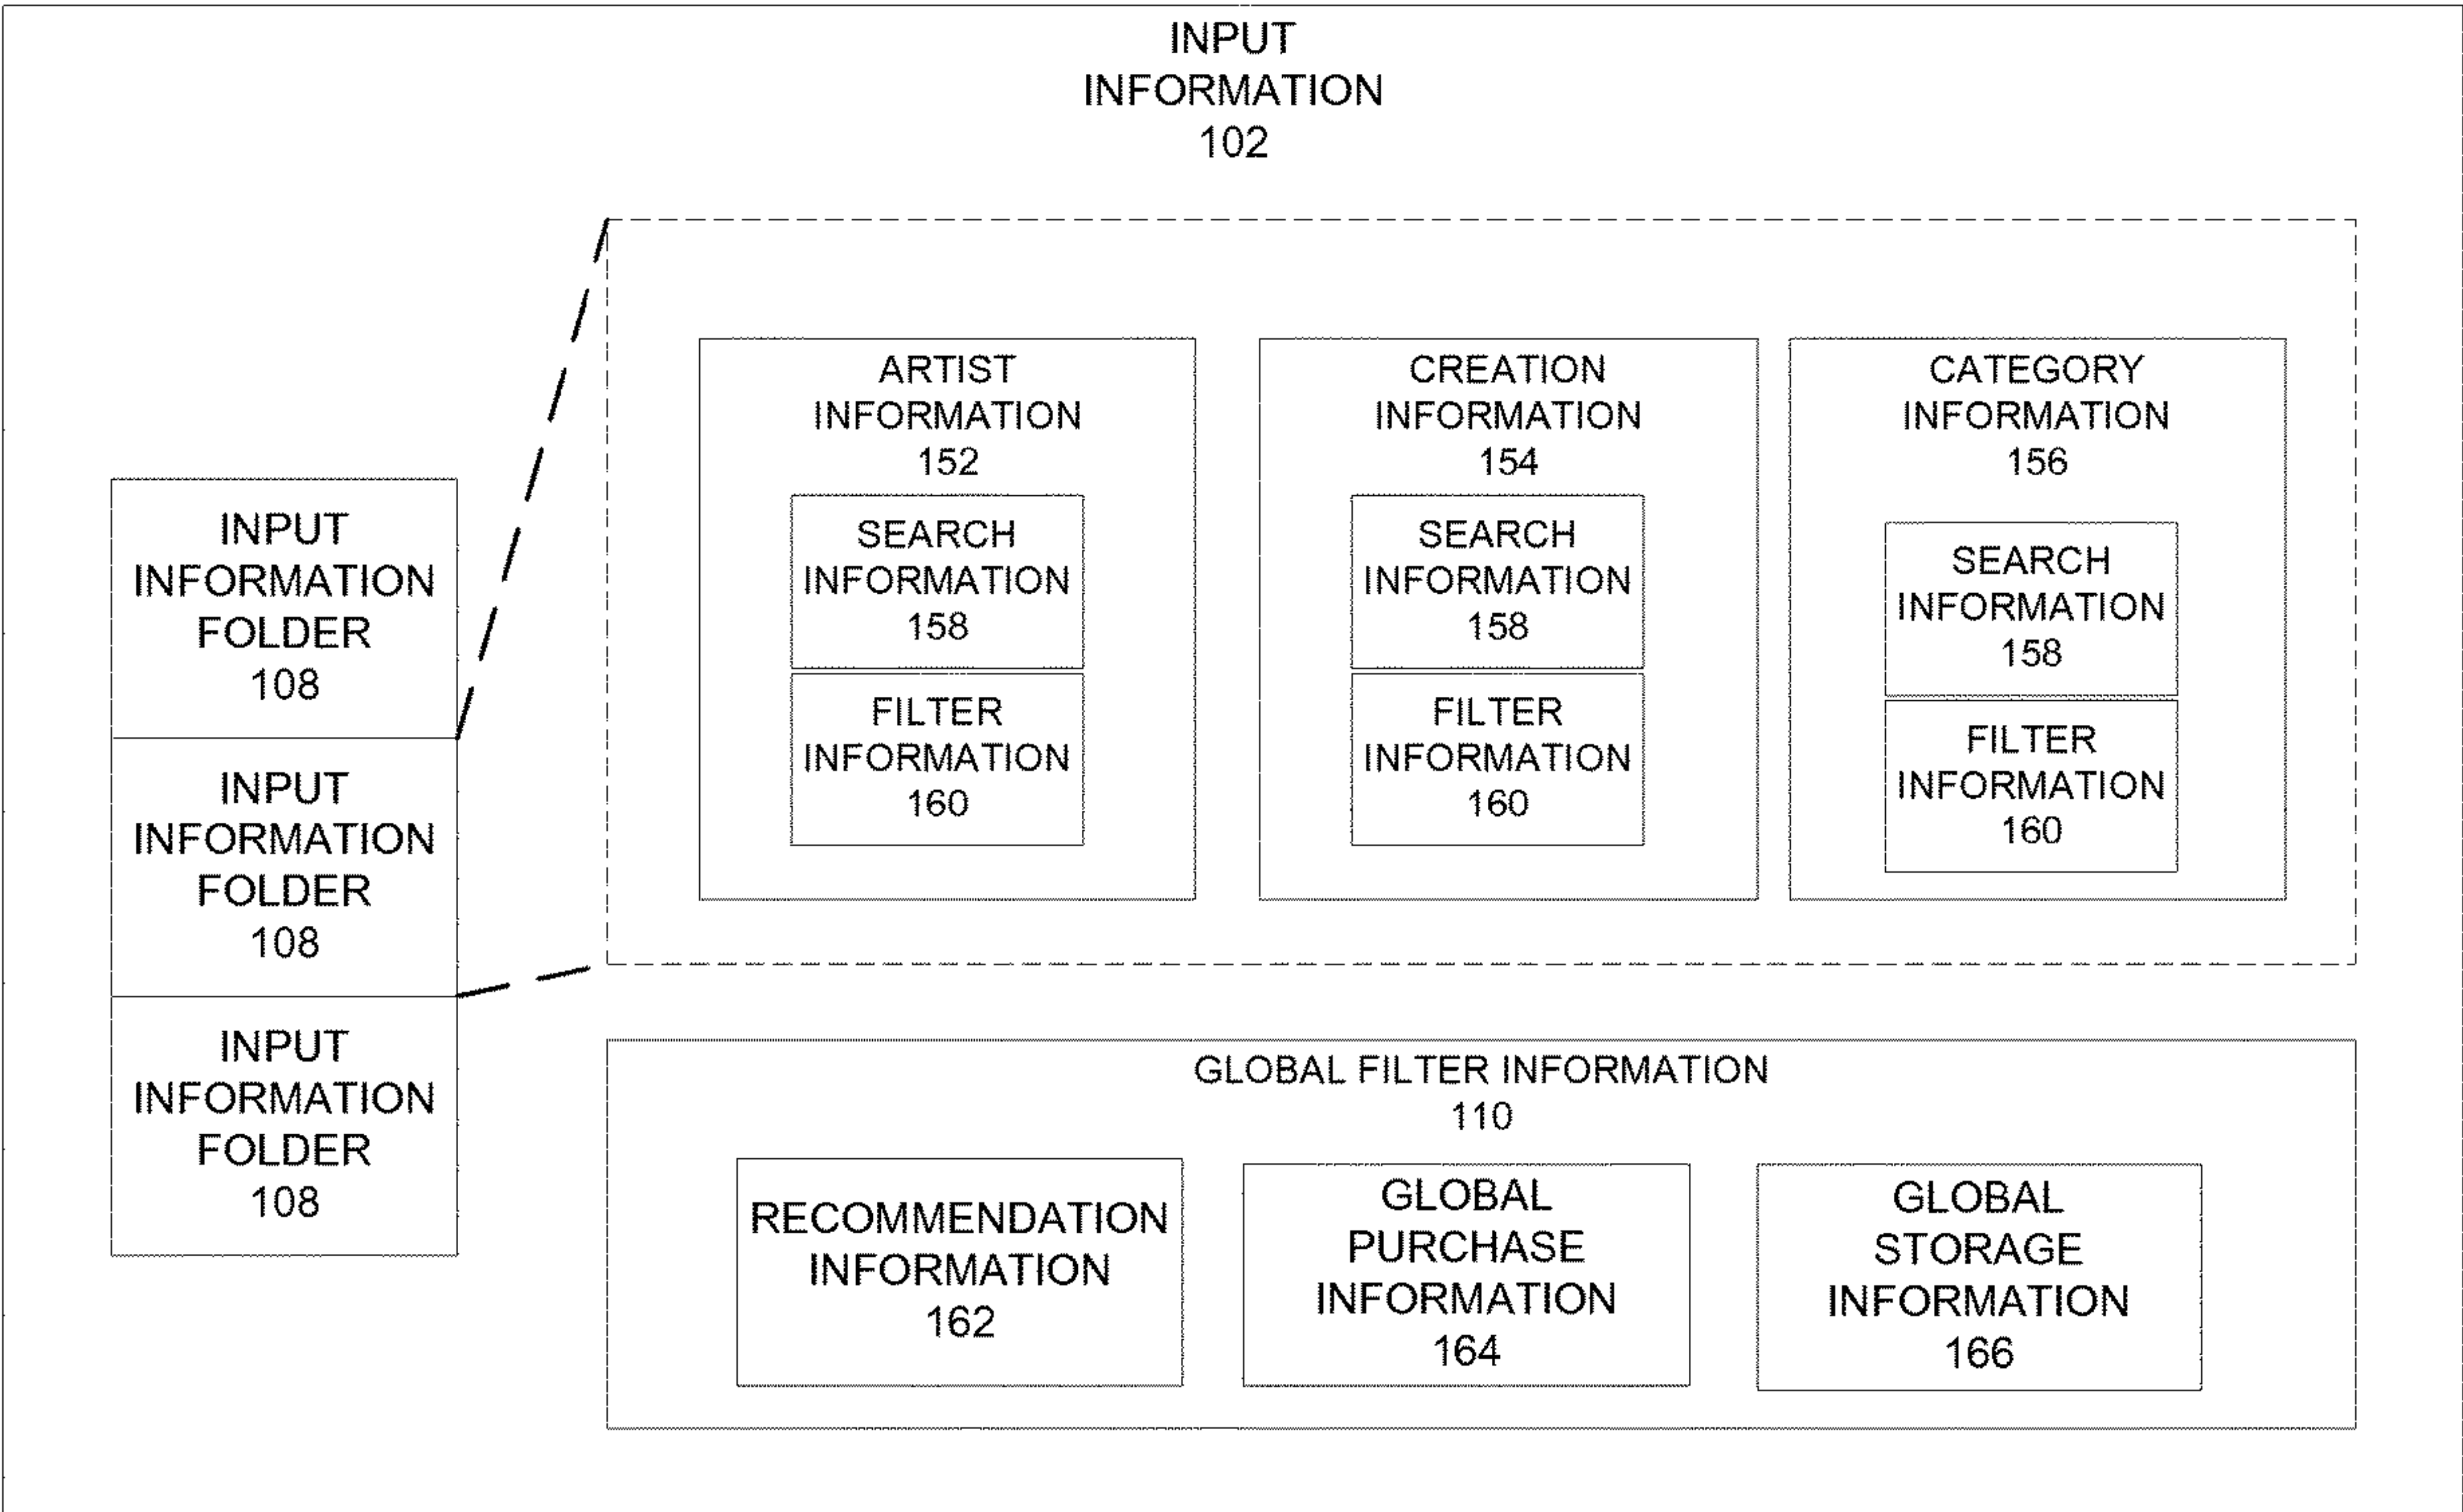 INPUT
INFORMATION
102
INPUT
INFORMATION
FOLDER
108
INPUT
INFORMATION
FOLDER
108
INPUT
INFORMATION
FOLDER
108
ARTIST
INFORMATION
152
SEARCH
INFORMATION
158
FILTER
INFORMATION
160
CREATION
INFORMATION
154
SEARCH
INFORMATION
158
FILTER
INFORMATION
160
CATEGORY
INFORMATION
156
SEARCH
INFORMATION
158
FILTER
INFORMATION
160
GLOBAL FILTER INFORMATION
110
RECOMMENDATION
INFORMATION
162
GLOBAL
PURCHASE
INFORMATION
164
GLOBAL
STORAGE
INFORMATION
166